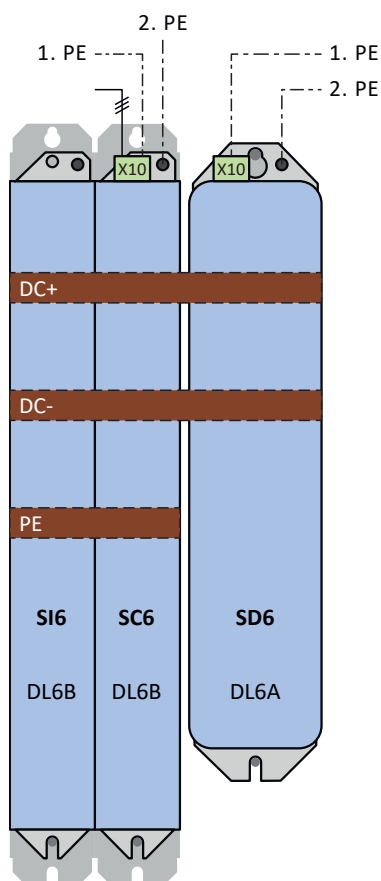 2. PE
1. PE
1. PE
2. PE
X10
X10
DC+
DC-
PE
SI6
SC6
SD6
DL6B
DL6B
DL6A